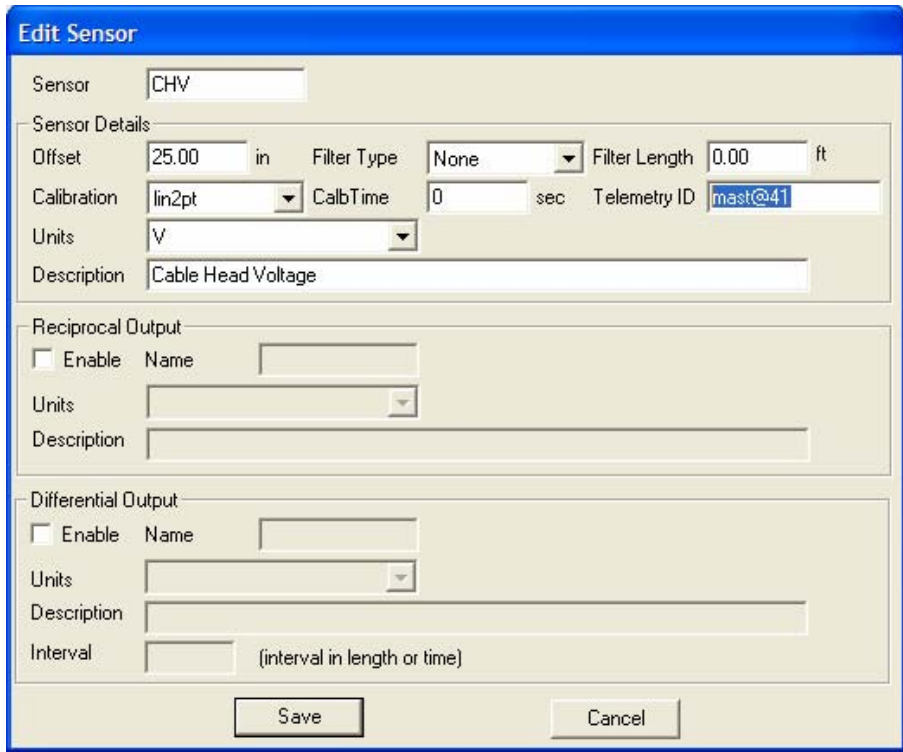 Edit Sensor
Sensor CHV
Sensor Details
Offset 25.00 in Filter Type None Filter Length 0.00 ft
Calibration lin2pt CalbTime 0 sec Telemetry ID mast@41
Units V
Description Cable Head Voltage
Reciprocal Output
Enable Name
Units
Description
Differential Output
Enable Name
Units
Description
Interval (interval in length or time)
Save Cancel